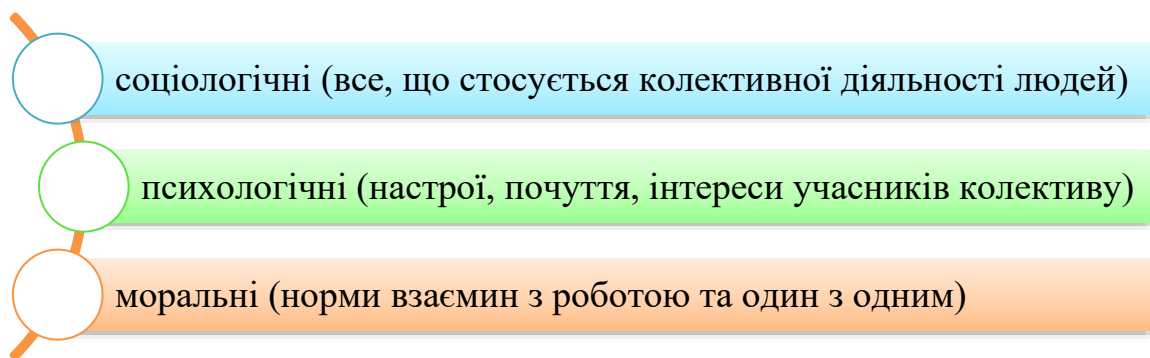 соціологічні (все, що стосується колективної діяльності людей)
психологічні (настрої, почуття, інтереси учасників колективу)
моральні (норми взаємин з роботою та один з одним)